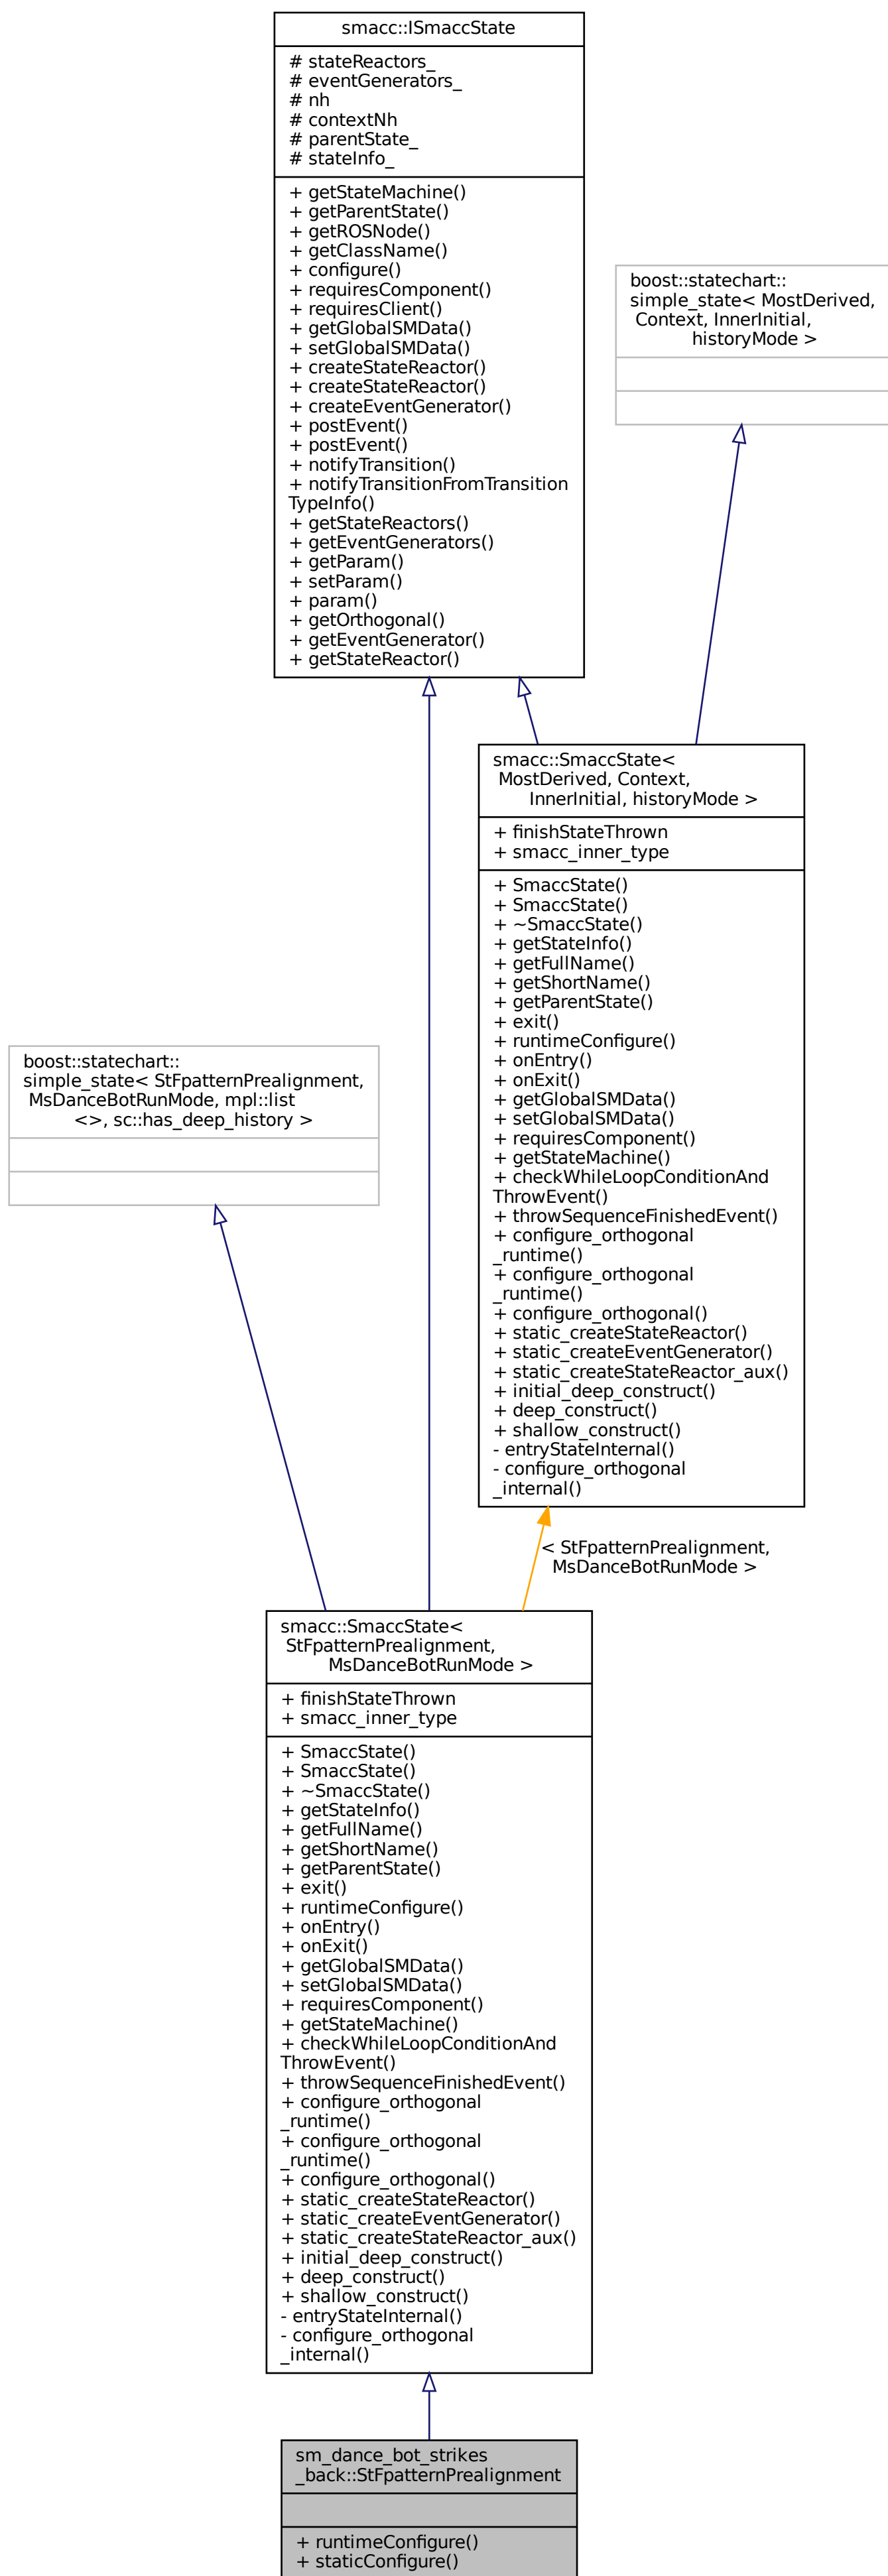 smacc::ISmaccState
# stateReactors_
# eventGenerators_
# nh
# contextNh
# parentState_
# stateInfo_
+ getStateMachine()
+ getParentState()
+ getROSNode()
+ getClassName()
+ configure()
+ requiresComponent()
+ requiresClient()
+ getGlobalSMData()
+ setGlobalSMData()
+ createStateReactor()
+ createStateReactor()
+ createEventGenerator()
+ postEvent()
+ postEvent()
+ notifyTransition()
+ notifyTransitionFromTransition
TypeInfo()
+ getStateReactors()
+ getEventGenerators()
+ getParam()
+ setParam()
+ param()
+ getOrthogonal()
+ getEventGenerator()
+ getStateReactor()
boost::statechart::
simple_state< MostDerived,
Context, InnerInitial,
historyMode >
smacc::SmaccState<
MostDerived, Context,
InnerInitial, historyMode >
+ finishStateThrown
+ smacc_inner_type
+ SmaccState()
+ SmaccState()
+ ~SmaccState()
+ getStateInfo()
+ getFullName()
+ getShortName()
+ getParentState()
+ exit()
+ runtimeConfigure()
+ onEntry()
+ onExit()
+ getGlobalSMData()
+ setGlobalSMData()
+ requiresComponent()
+ getStateMachine()
+ checkWhileLoopConditionAnd
ThrowEvent()
+ throwSequenceFinishedEvent()
+ configure_orthogonal
_runtime()
+ configure_orthogonal
_runtime()
+ configure_orthogonal()
+ static_createStateReactor()
+ static_createEventGenerator()
+ static_createStateReactor_aux()
+ initial_deep_construct()
+ deep_construct()
+ shallow_construct()
- entryStateInternal()
- configure_orthogonal
_internal()
boost::statechart::
simple_state< StFpatternPrealignment,
MsDanceBotRunMode, mpl::list
<>, sc::has_deep_history >
< StFpatternPrealignment,
MsDanceBotRunMode >
smacc::SmaccState<
StFpatternPrealignment,
MsDanceBotRunMode >
+ finishStateThrown
+ smacc_inner_type
+ SmaccState()
+ SmaccState()
+ ~SmaccState()
+ getStateInfo()
+ getFullName()
+ getShortName()
+ getParentState()
+ exit()
+ runtimeConfigure()
+ onEntry()
+ onExit()
+ getGlobalSMData()
+ setGlobalSMData()
+ requiresComponent()
+ getStateMachine()
+ checkWhileLoopConditionAnd
ThrowEvent()
+ throwSequenceFinishedEvent()
+ configure_orthogonal
_runtime()
+ configure_orthogonal
_runtime()
+ configure_orthogonal()
+ static_createStateReactor()
+ static_createEventGenerator()
+ static_createStateReactor_aux()
+ initial_deep_construct()
+ deep_construct()
+ shallow_construct()
- entryStateInternal()
- configure_orthogonal
_internal()
sm_dance_bot_strikes
_back::StFpatternPrealignment
+ runtimeConfigure()
+ staticConfigure()